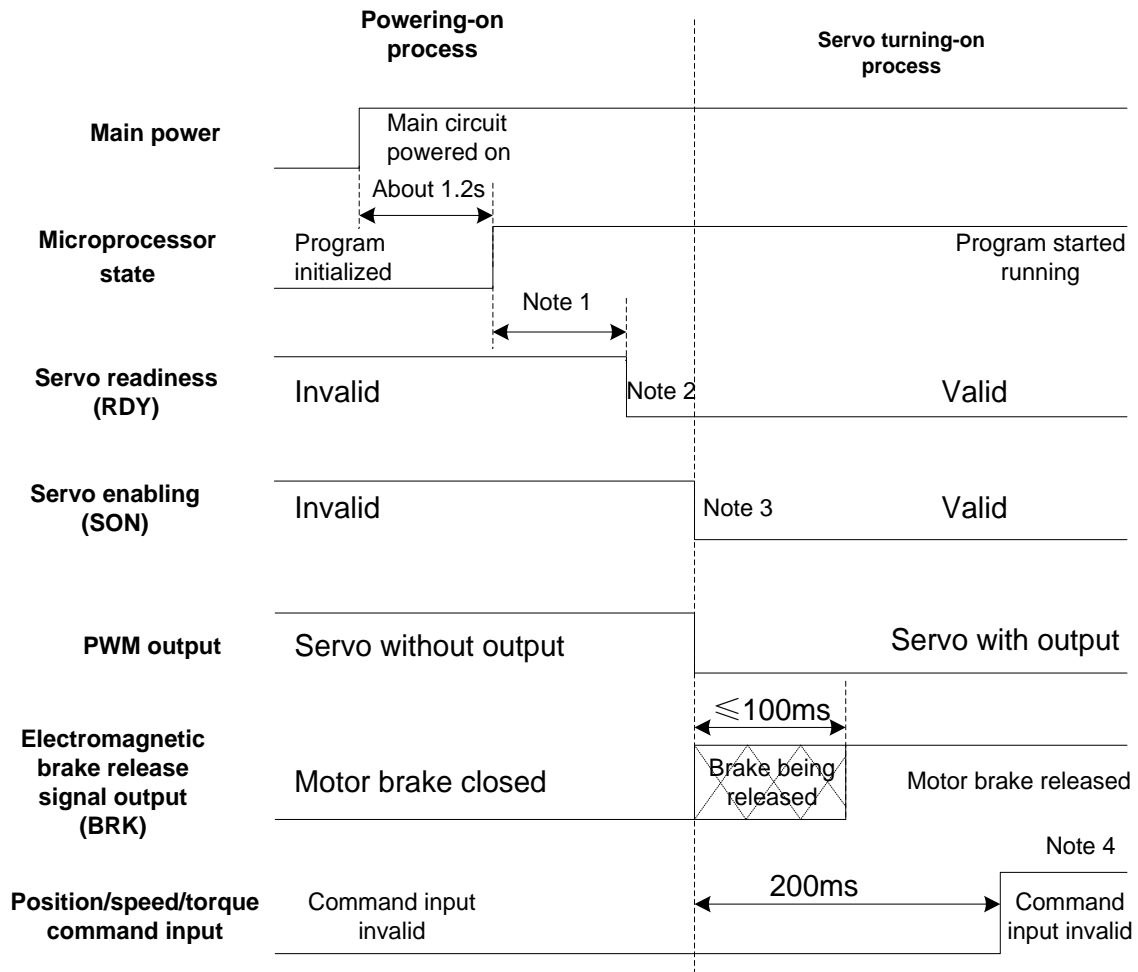 Powering-on
process
Servo turning-on
process
Main power
Main circuit
powered on
About 1.2s
Microprocessor
state
Program
initialized
Program started
running
Note 1
Servo readiness
(RDY)
Invalid
Note 2
Valid
Servo enabling
(SON)
Invalid
Note 3
Valid
PWM output
Servo without output
Servo with output
≤100ms
Electromagnetic
brake release
signal output
(BRK)
Motor brake closed
Brake being
released
Motor brake released
Note 4
Position/speed/torque
command input
Command input
invalid
200ms
Command
input invalid